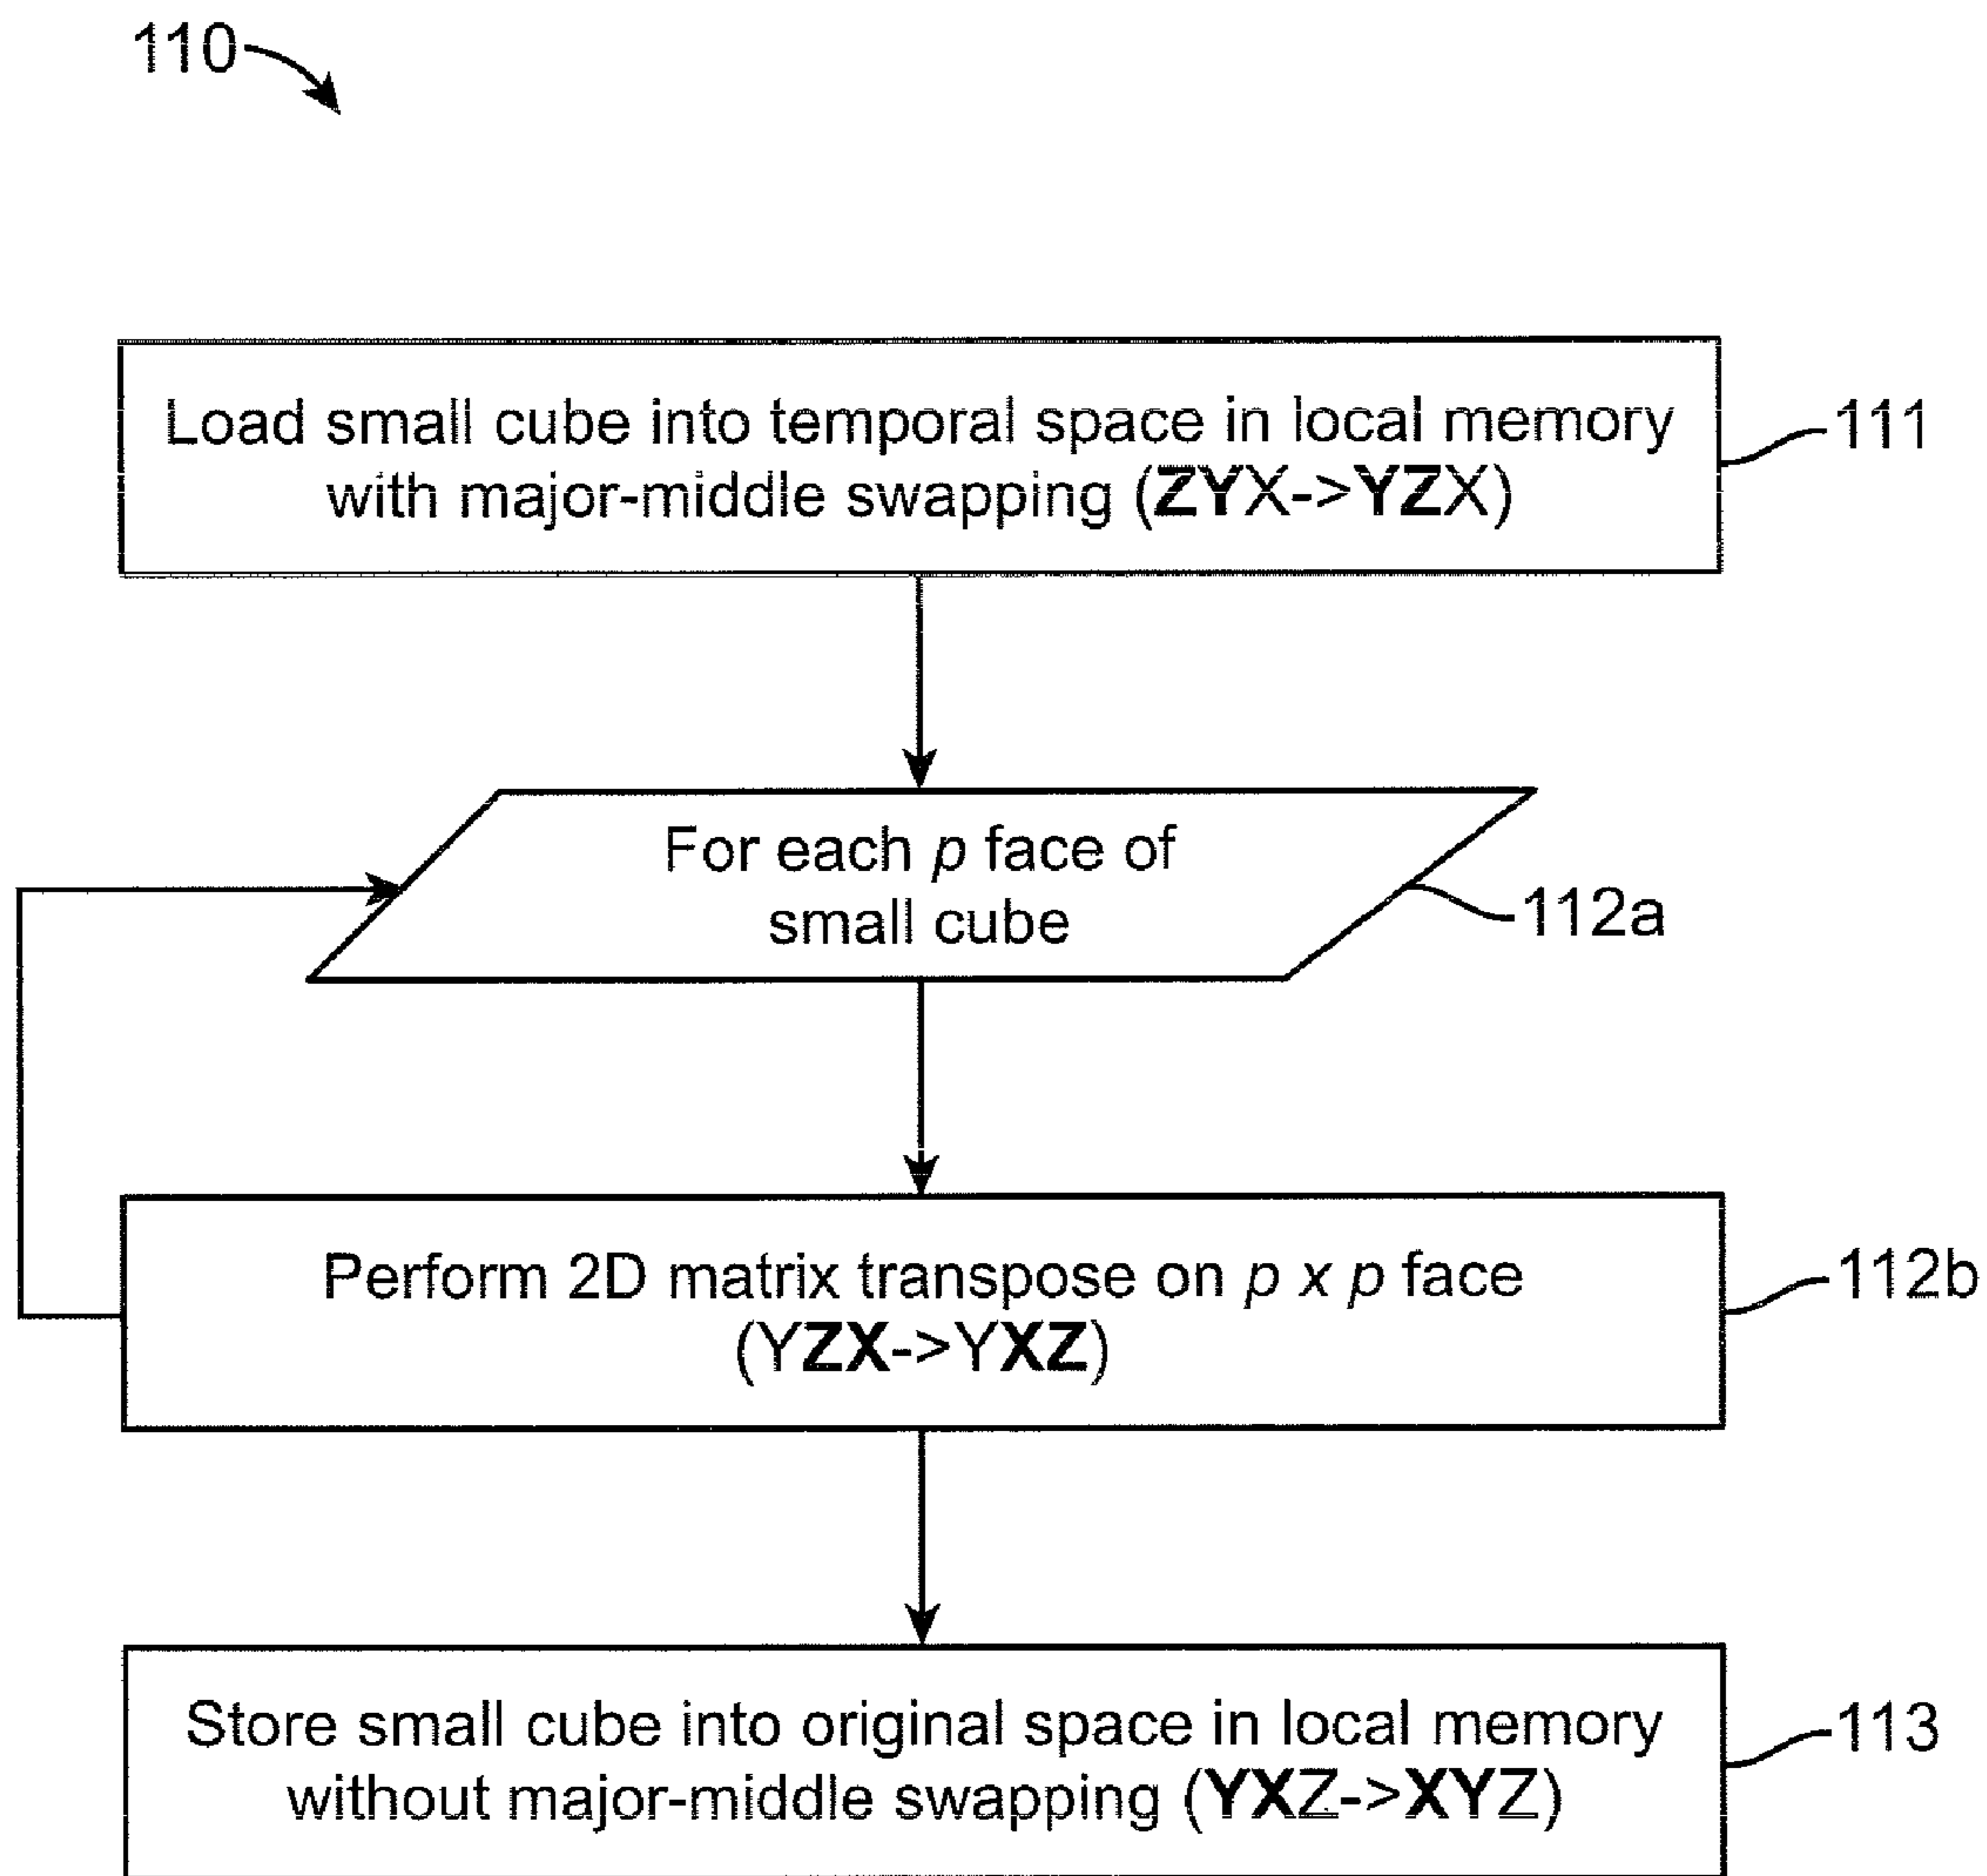 110
Load small cube into temporal space in local memory
with major-middle swapping (ZYX->YZX)
111
For each p face of
small cube
112a
Perform 2D matrix transpose on p x p face
(YZX->YXZ)
112b
Store small cube into original space in local memory
without major-middle swapping (YXZ->XYZ)
113